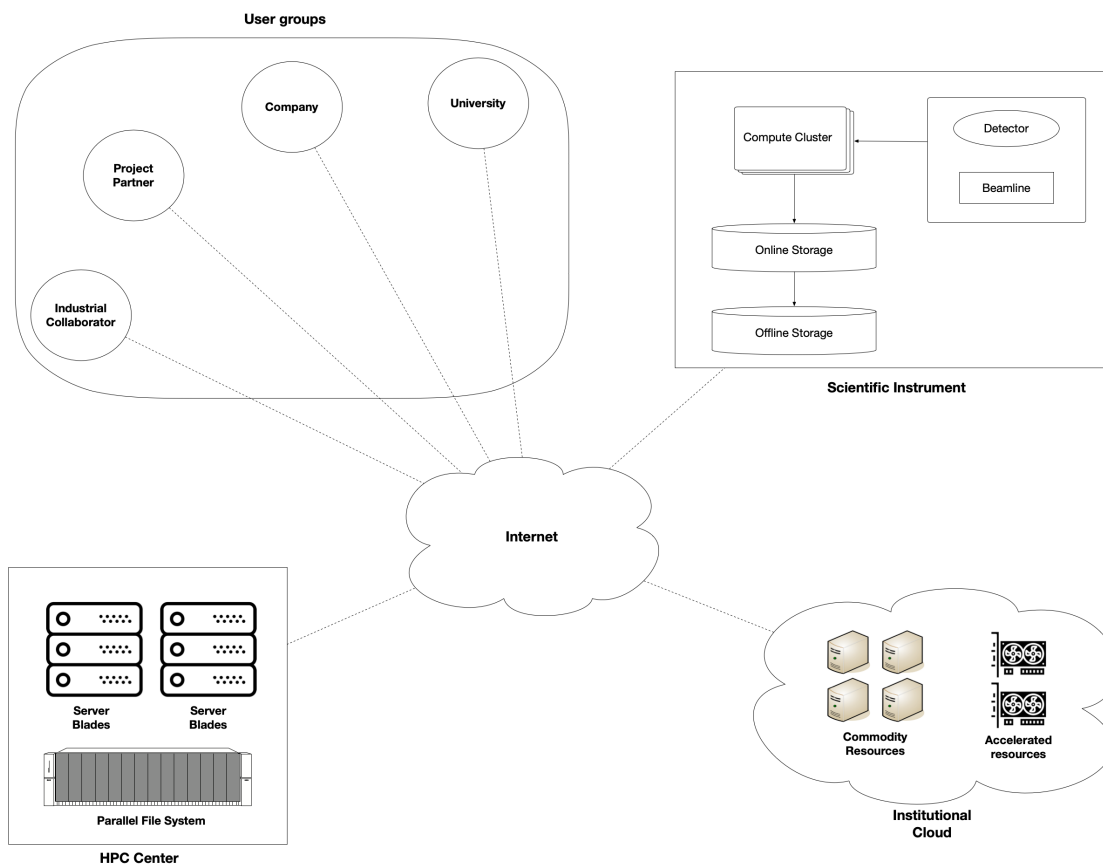 User groups
Company
University
Project
Partner
Industrial
Collaborator
Compute Cluster
Detector
Beamline
Online Storage
Offline Storage
Scientific Instrument
Internet
Server
Blades
Server
Blades
Parallel File System
HPC Center
Commodity
Resources
Accelerated
resources
Institutional
Cloud